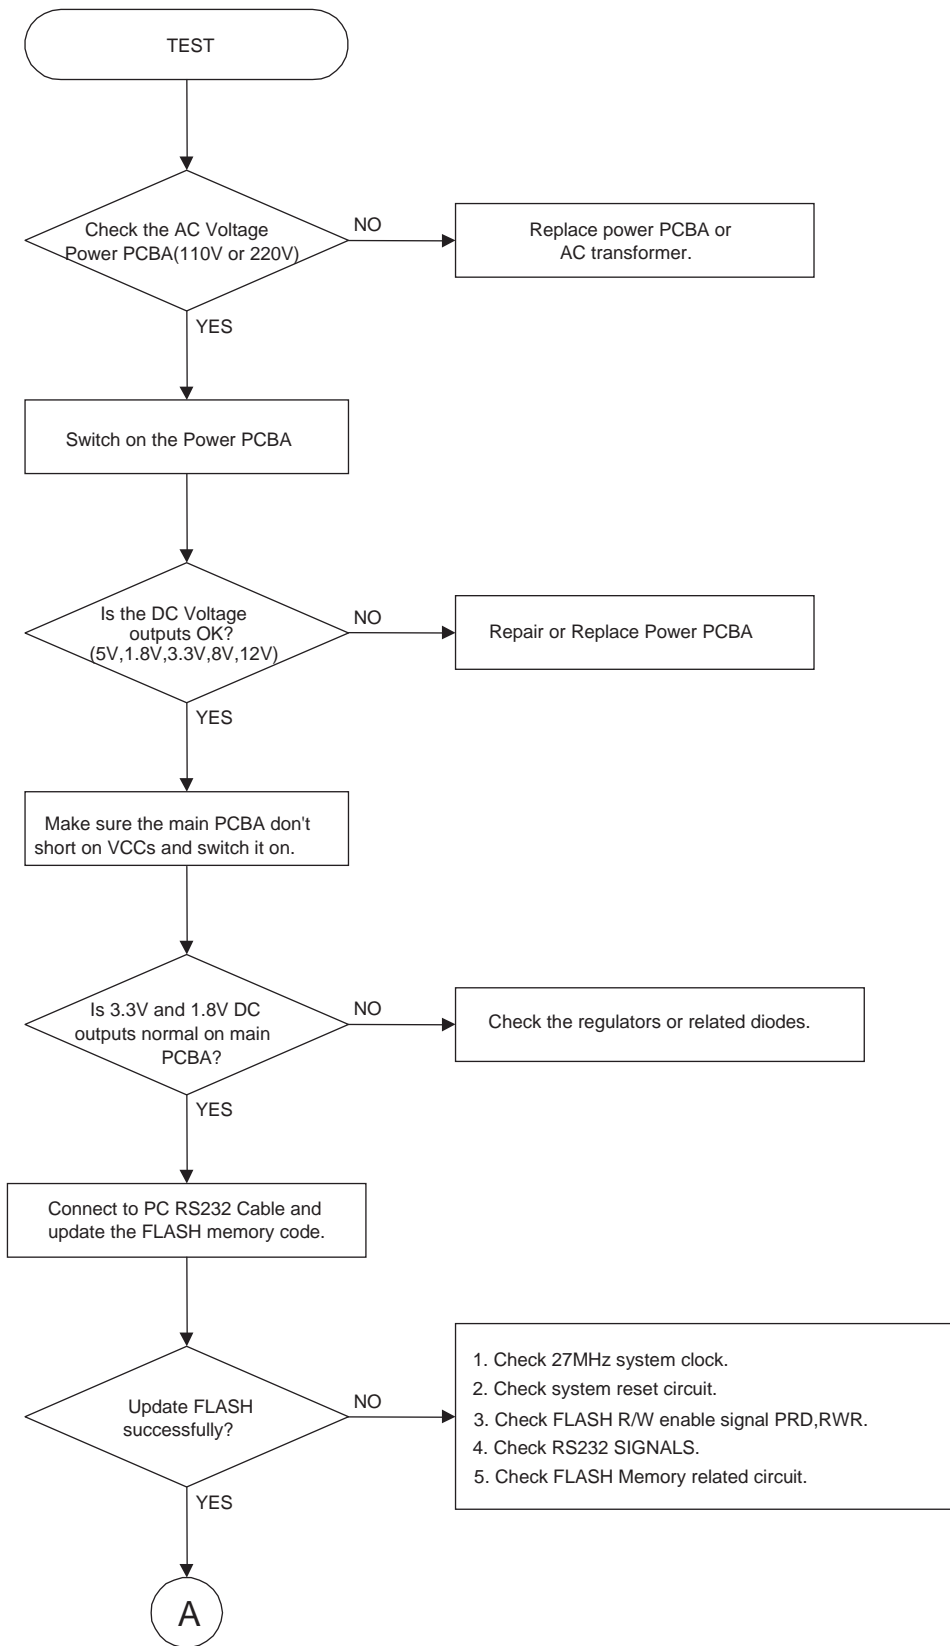 TEST
Check the AC Voltage
Power PCBA(110V or 220V)
NO
Replace power PCBA or
AC transformer.
YES
Switch on the Power PCBA
Is the DC Voltage
outputs OK?
(5V,1.8V,3.3V,8V,12V)
NO
Repair or Replace Power PCBA
YES
Make sure the main PCBA don't
short on VCCs and switch it on.
Is 3.3V and 1.8V DC
outputs normal on main
PCBA?
NO
Check the regulators or related diodes.
YES
Connect to PC RS232 Cable and
update the FLASH memory code.
Update FLASH
successfully?
NO
1. Check 27MHz system clock.
2. Check system reset circuit.
3. Check FLASH R/W enable signal PRD,RWR.
4. Check RS232 SIGNALS.
5. Check FLASH Memory related circuit.
YES
A